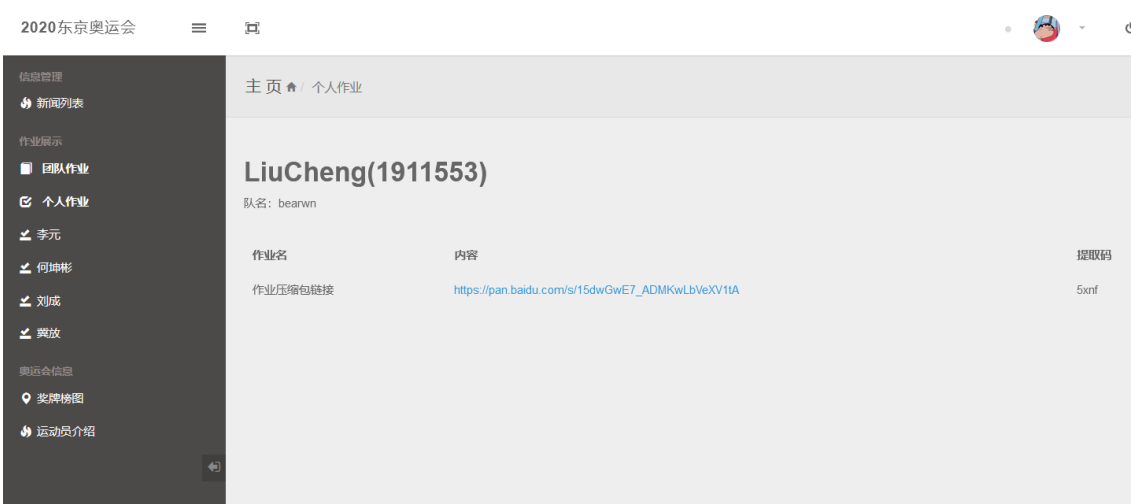 2020东京奥运会
信息管理
新闻列表
作业展示
团队作业
个人作业
李元
何坤彬
刘成
冀放
奥运会信息
奖牌榜图
运动员介绍
主 页 / 个人作业
LiuCheng(1911553)
队名：bearwn
作业名 内容 提取码
作业压缩包链接 https://pan.baidu.com/s/15dwGwE7_ADMKwLbVeXV1tA 5xnf